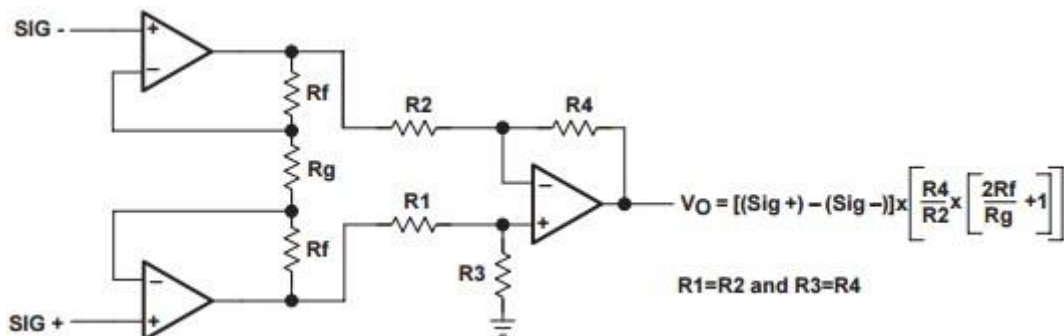 SIG -
+
−
Rf
R2
R4
Rg
−
+
V O = [(Sig +) – (Sig –)] x [ R4 / R2 x [ 2Rf / Rg +1 ] ]
R1
Rf
R3
R1=R2 and R3=R4
−
+
SIG +